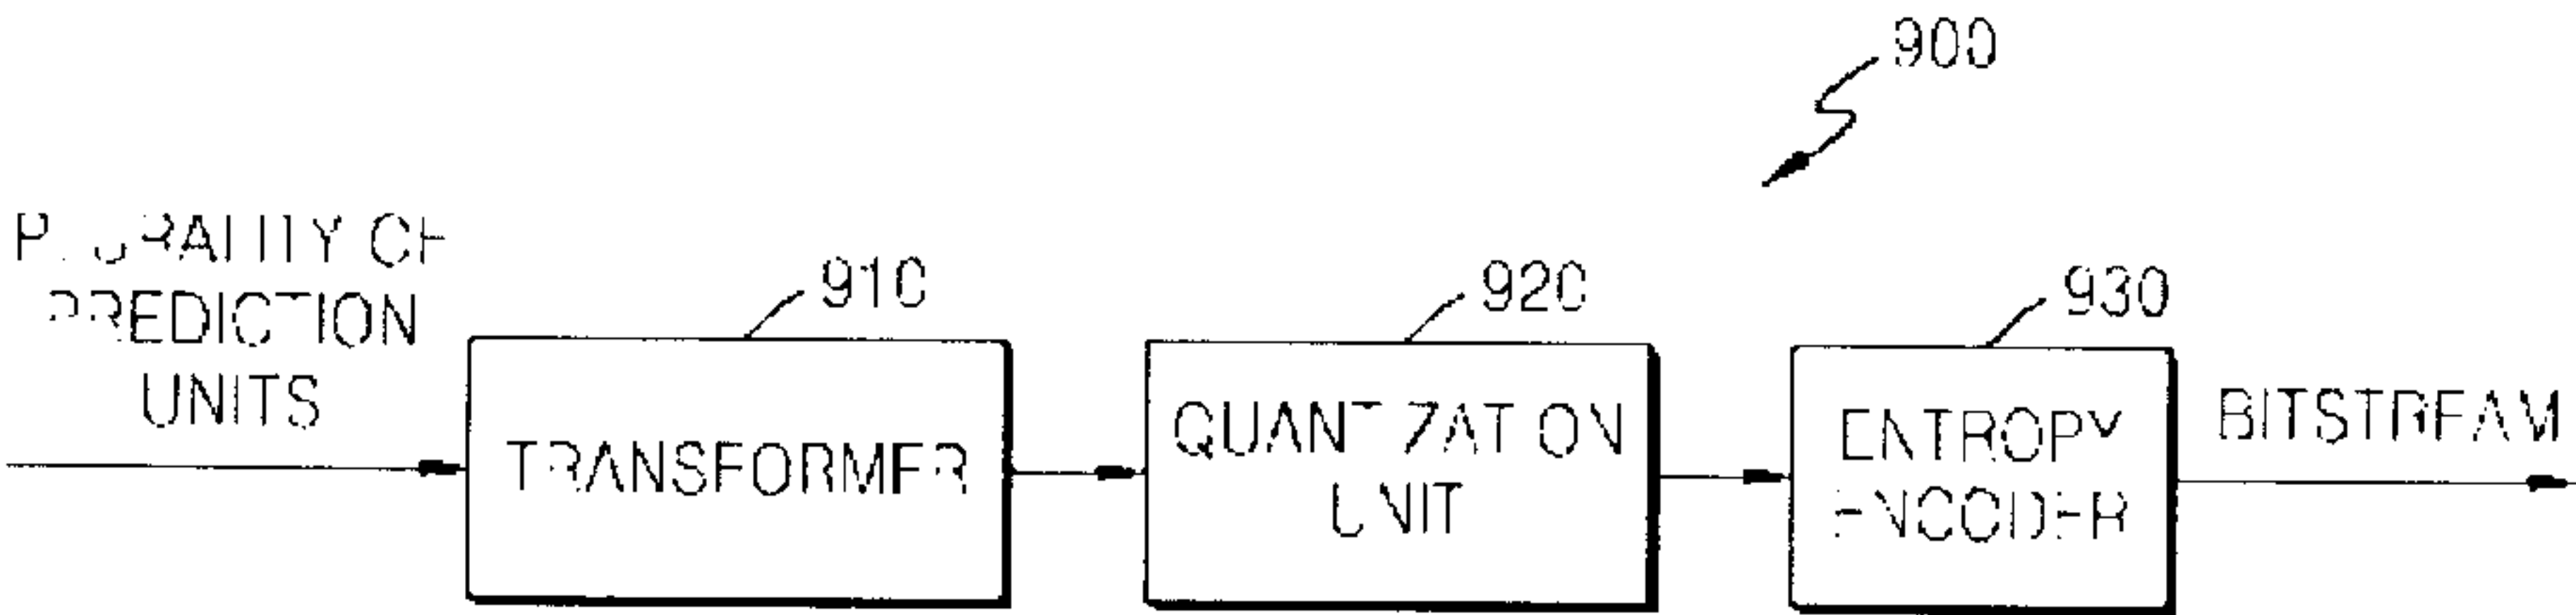 900
PLURALITY OF
PREDICTION
UNITS
910
TRANSFORMER
920
QUANTIZATION
UNIT
930
ENTROPY
ENCODER
BITSTREAM